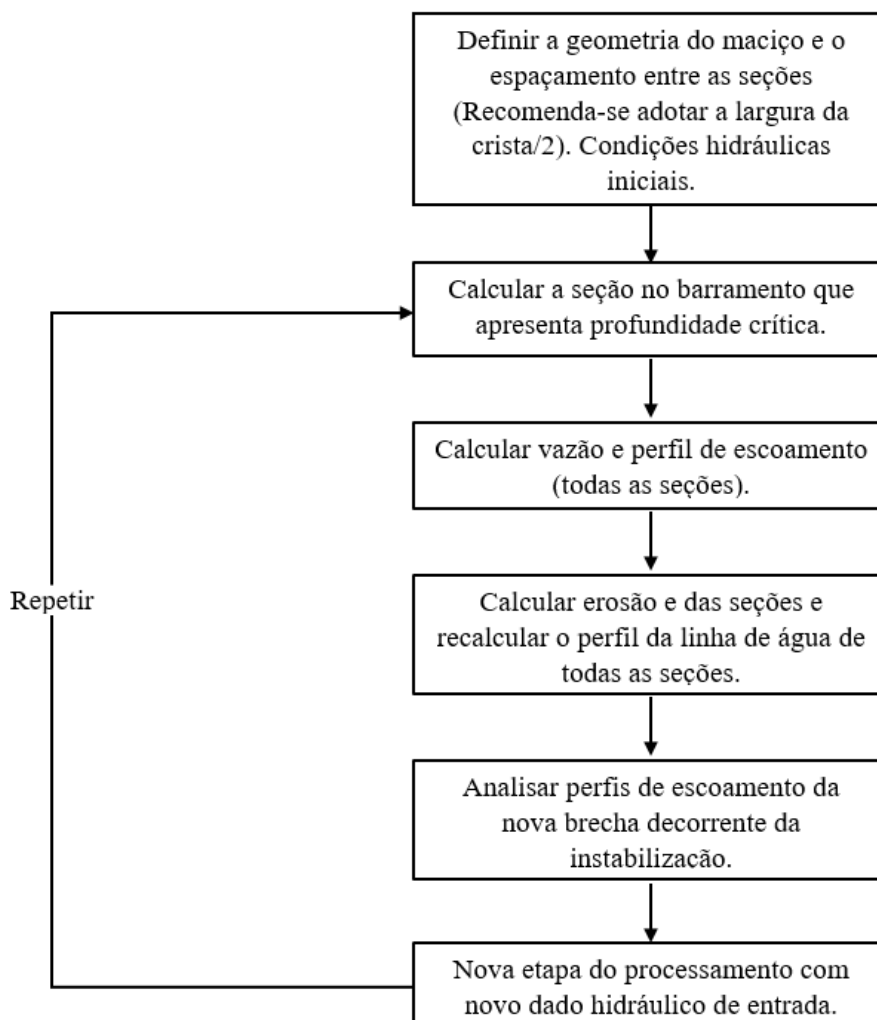 Definir a geometria do maciço e o
espaçamento entre as seções
(Recomenda-se adotar a largura da
crista/2). Condições hidráulicas
iniciais.
Calcular a seção no barramento que
apresenta profundidade crítica.
Calcular vazão e perfil de escoamento
(todas as seções).
Repetir
Calcular erosão e das seções e
recalcular o perfil da linha de água de
todas as seções.
Analisar perfis de escoamento da
nova brecha decorrente da
instabilização.
Nova etapa do processamento com
novo dado hidráulico de entrada.